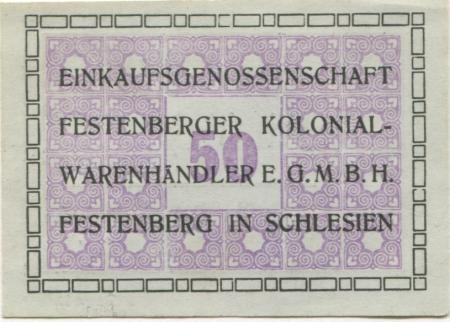 EINKAUFSGENOSSENSCHAFT
FESTENBERGER KOLONIAL-
50
WARENHÄNDLER E. G. M. B. H.
FESTENBERG IN SCHLESIEN